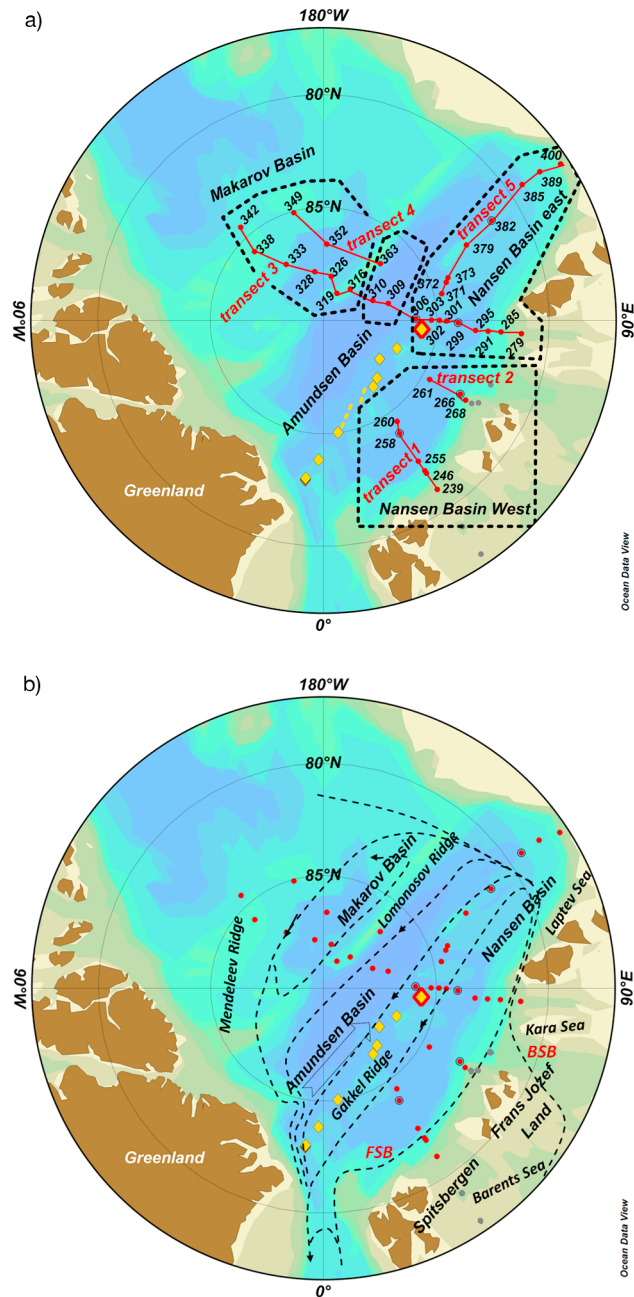 a)
180°W
80°N
400
Makarov Basin
389
385
transect 5
349
85°N
342
transect 4
382
352
Nansen Basin east
338
379
363
333
326
373
transect 3
328
316
372
310
371
319
309
303
301
306
295
285
90°W
90°E
302
299
291
279
Amundsen Basin
transect 2
261
266
268
260
258
transect 1
255
246
239
Greenland
Nansen Basin West
Ocean Data View
0°
b)
180°W
80°N
Makarov Basin
Lomonosov Ridge
85°N
Nansen Basin
Laptev Sea
Mendeleev Ridge
90°W
90°E
Amundsen Basin
Kara Sea
BSB
Gakkel Ridge
Frans Jozef
Land
FSB
Greenland
Spitsbergen
Barents Sea
Ocean Data View
0°